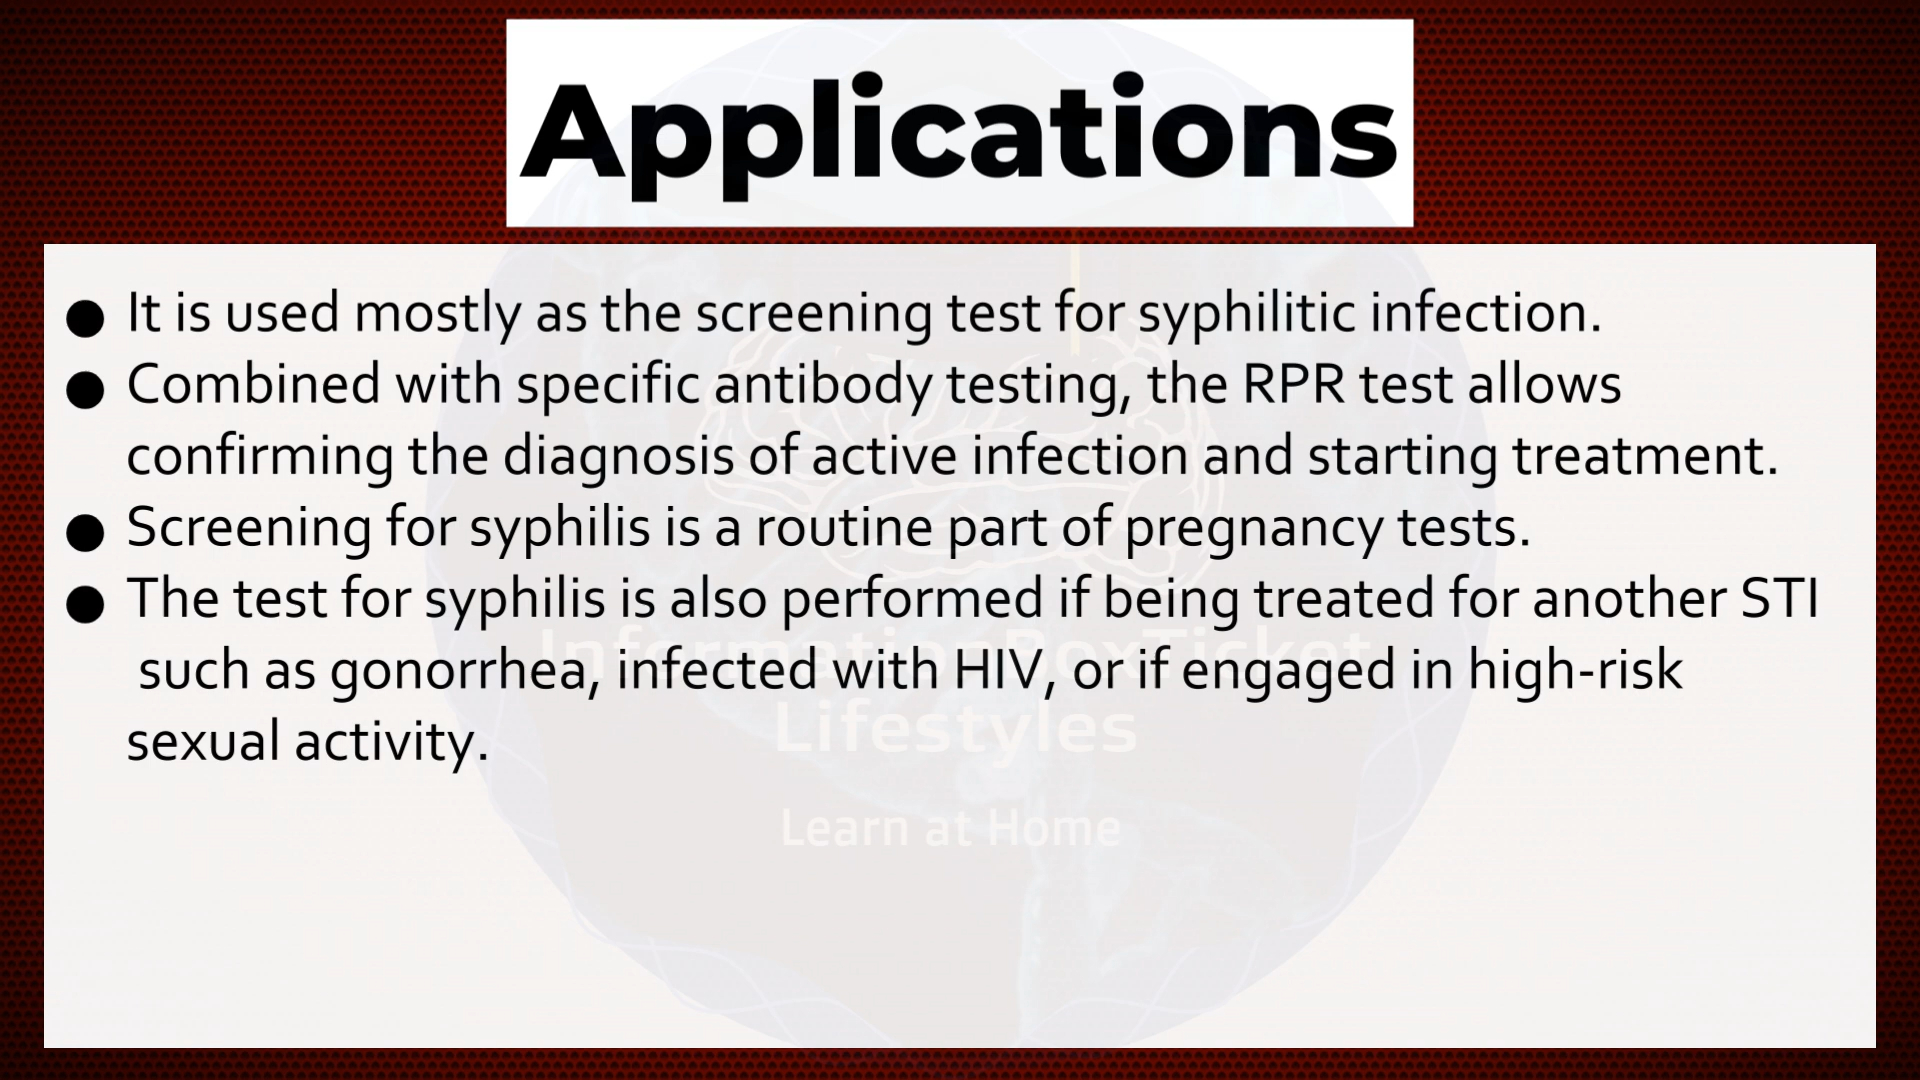 Applications
● It is used mostly as the screening test for syphilitic infection.
● Combined with specific antibody testing, the RPR test allows
confirming the diagnosis of active infection and starting treatment.
● Screening for syphilis is a routine part of pregnancy tests.
● The test for syphilis is also performed if being treated for another STI
such as gonorrhea, infected with HIV, or if engaged in high-risk
sexual activity.
InformationBoxTicket
Lifestyles
Learn at Home